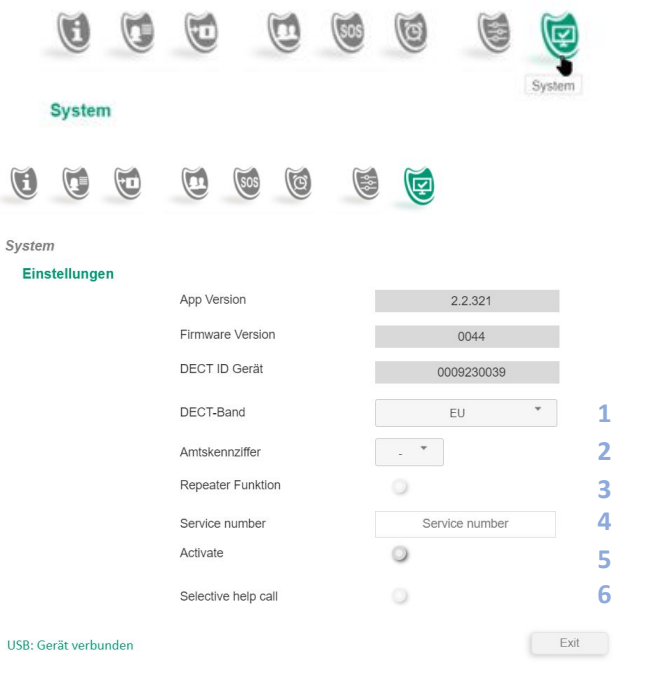 SOS
System
System
SOS
System
Einstellungen
App Version 2.2.321
Firmware Version 0044
DECT ID Gerät 0009230039
DECT-Band EU 1
Amtskennziffer - 2
Repeater Funktion 3
Service number Service number 4
Activate 5
Selective help call 6
USB: Gerät verbunden Exit